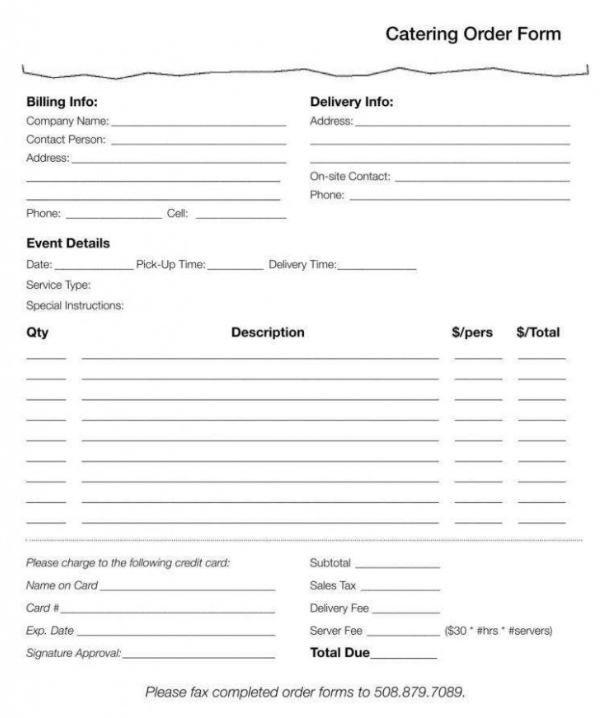 Catering Order Form
Billing Info:
Company Name:
Contact Person:
Address:
Phone: Cell:
Delivery Info:
Address:
On-site Contact:
Phone:
Event Details
Date: Pick-Up Time: Delivery Time:
Service Type:
Special Instructions:
Qty Description $/pers $/Total
Please charge to the following credit card:
Name on Card
Card #
Exp. Date
Signature Approval:
Subtotal
Sales Tax
Delivery Fee
Server Fee ($30 * #hrs * #servers)
Total Due
Please fax completed order forms to 508.879.7089.